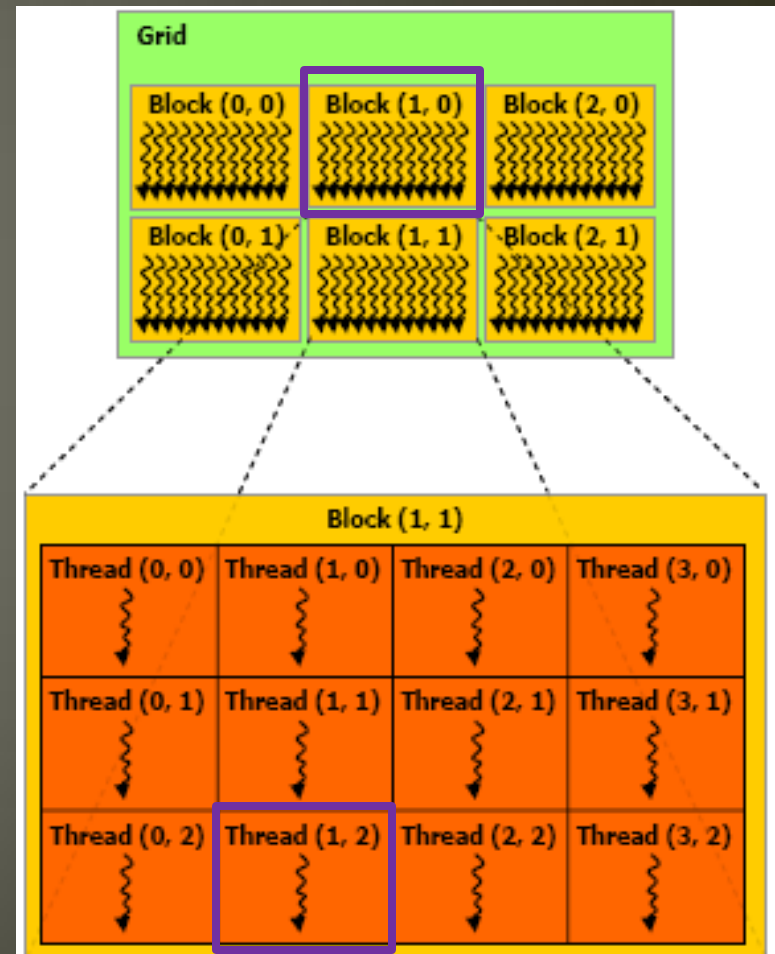 Grid
Block (0, 0) Block (1, 0) Block (2, 0)
Block (0, 1) Block (1, 1) Block (2, 1)
Block (1, 1)
Thread (0, 0) Thread (1, 0) Thread (2, 0) Thread (3, 0)
Thread (0, 1) Thread (1, 1) Thread (2, 1) Thread (3, 1)
Thread (0, 2) Thread (1, 2) Thread (2, 2) Thread (3, 2)